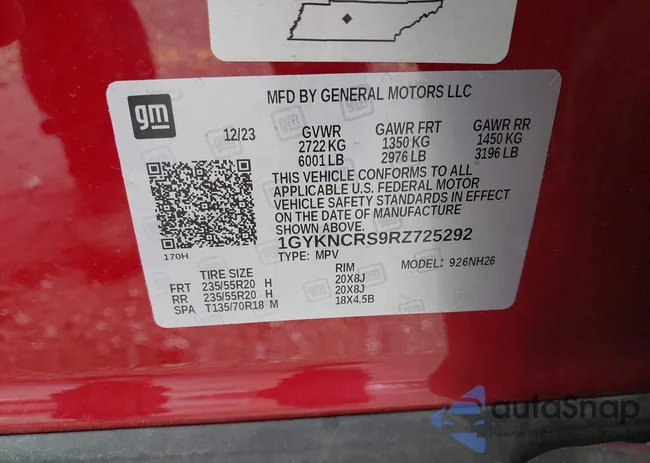 MFD BY GENERAL MOTORS LLC
gm
12/23 GVWR GAWR FRT GAWR RR
2722 KG 1350 KG 1450 KG
6001 LB 2976 LB 3196 LB
THIS VEHICLE CONFORMS TO ALL
APPLICABLE U.S. FEDERAL MOTOR
VEHICLE SAFETY STANDARDS IN EFFECT
ON THE DATE OF MANUFACTURE
SHOWN ABOVE.
1GYKNCRS9RZ725292
170H
TYPE: MPV MODEL: 926NH26
TIRE SIZE RIM
FRT 235/55R20 H 20X8J
RR 235/55R20 H 20X8J
SPA T135/70R18 M 18X4.5B
autoSnap